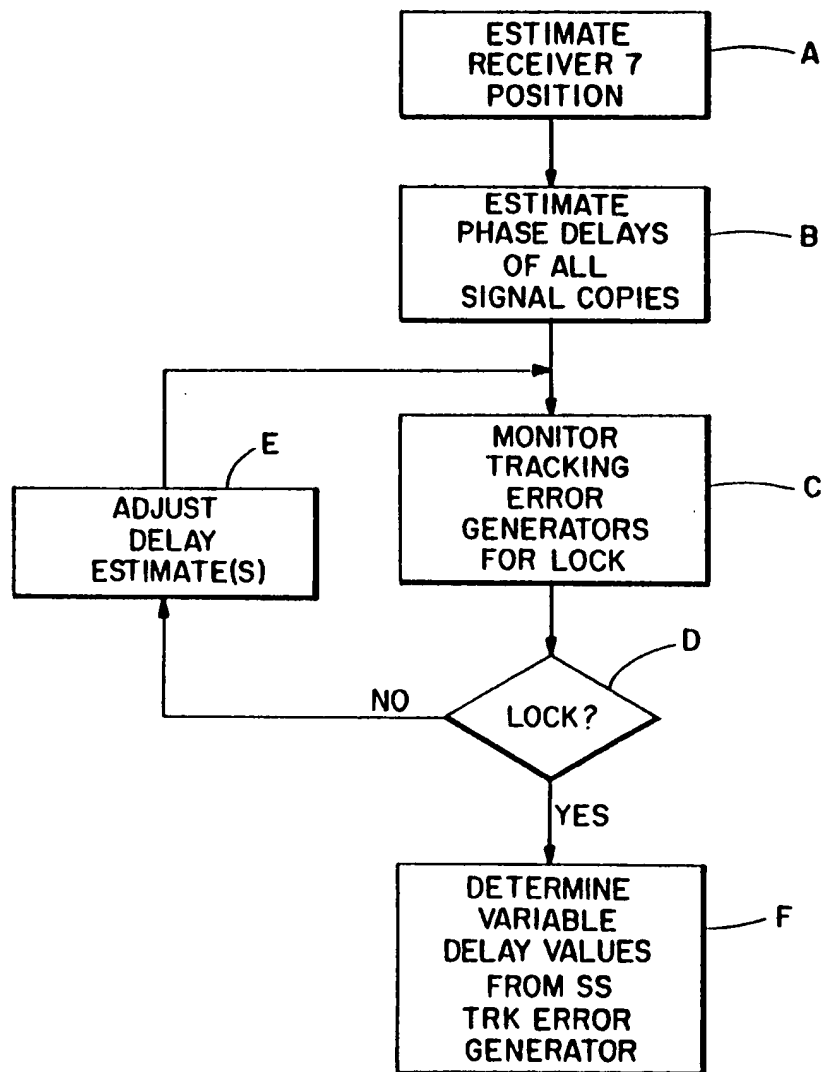 ESTIMATE
RECEIVER 7
POSITION
A
ESTIMATE
PHASE DELAYS
OF ALL
SIGNAL COPIES
B
MONITOR
TRACKING
ERROR
GENERATORS
FOR LOCK
C
E
ADJUST
DELAY
ESTIMATE(S)
D
LOCK?
NO
YES
DETERMINE
VARIABLE
DELAY VALUES
FROM SS
TRK ERROR
GENERATOR
F